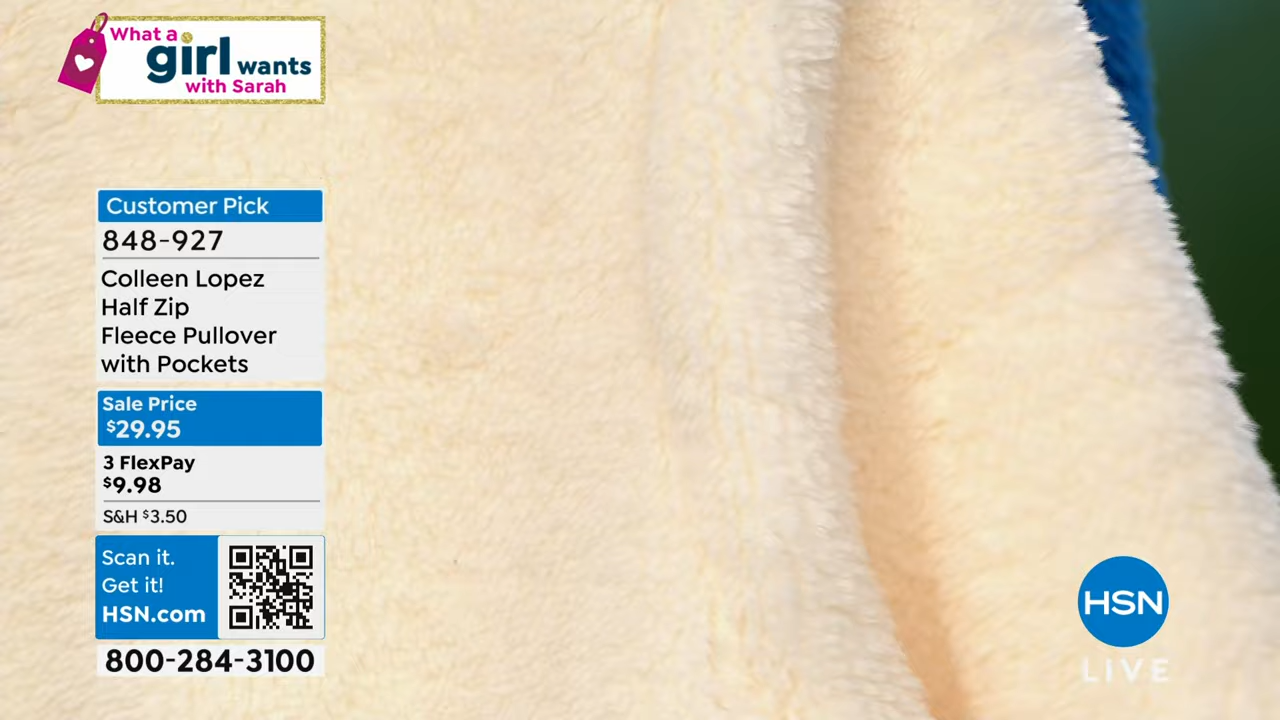 What a
girl wants
with Sarah
Customer Pick
848-927
Colleen Lopez
Half Zip
Fleece Pullover
with Pockets
Sale Price
$29.95
3 FlexPay
$9.98
S&H $3.50
Scan it.
Get it!
HSN.com
800-284-3100
HSN
LIVE